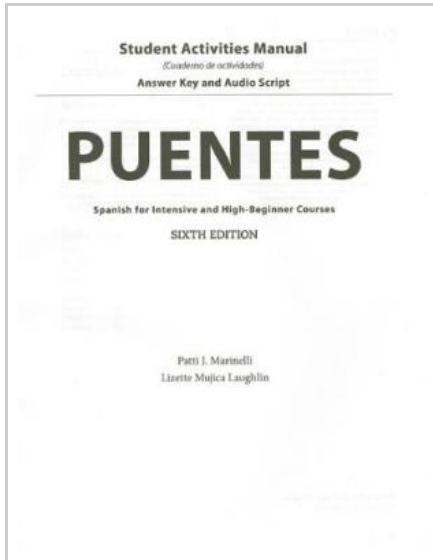 Student Activities Manual
(Cuaderno de actividades)
Answer Key and Audio Script
PUENTES
Spanish for Intensive and High-Beginner Courses
SIXTH EDITION
Patti J. Marinelli
Lizette Mujica Laughlin